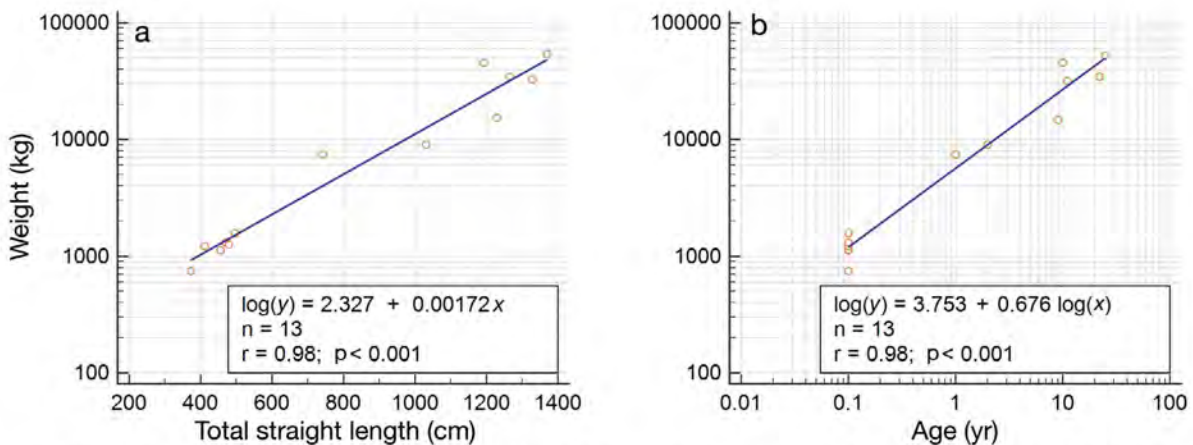 a
Weight (kg)
100000
10000
1000
100
200 400 600 800 1000 1200 1400
Total straight length (cm)
log(y) = 2.327 + 0.00172x
n = 13
r = 0.98; p < 0.001
b
100000
10000
1000
100
0.01 0.1 1 10 100
Age (yr)
log(y) = 3.753 + 0.676 log(x)
n = 13
r = 0.98; p < 0.001